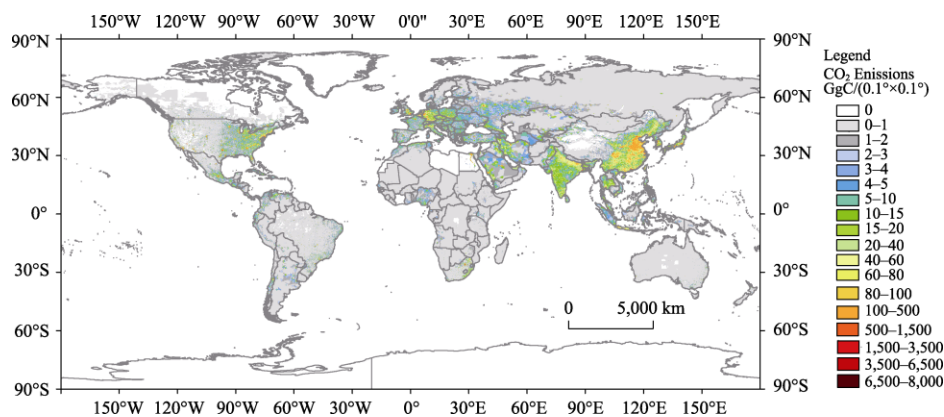 150°W 120°W 90°W 60°W 30°W 0'0" 30°E 60°E 90°E 120°E 150°E
90°N 90°N
60°N 60°N
30°N 30°N
0° 0°
30°S 30°S
60°S 60°S
90°S 90°S
0 5,000 km
150°W 120°W 90°W 60°W 30°W 0° 30°E 60°E 90°E 120°E 150°E
Legend
CO₂ Emissions
GgC/(0.1°×0.1°)
0
0–1
1–2
2–3
3–4
4–5
5–10
10–15
15–20
20–40
40–60
60–80
80–100
100–500
500–1,500
1,500–3,500
3,500–6,500
6,500–8,000